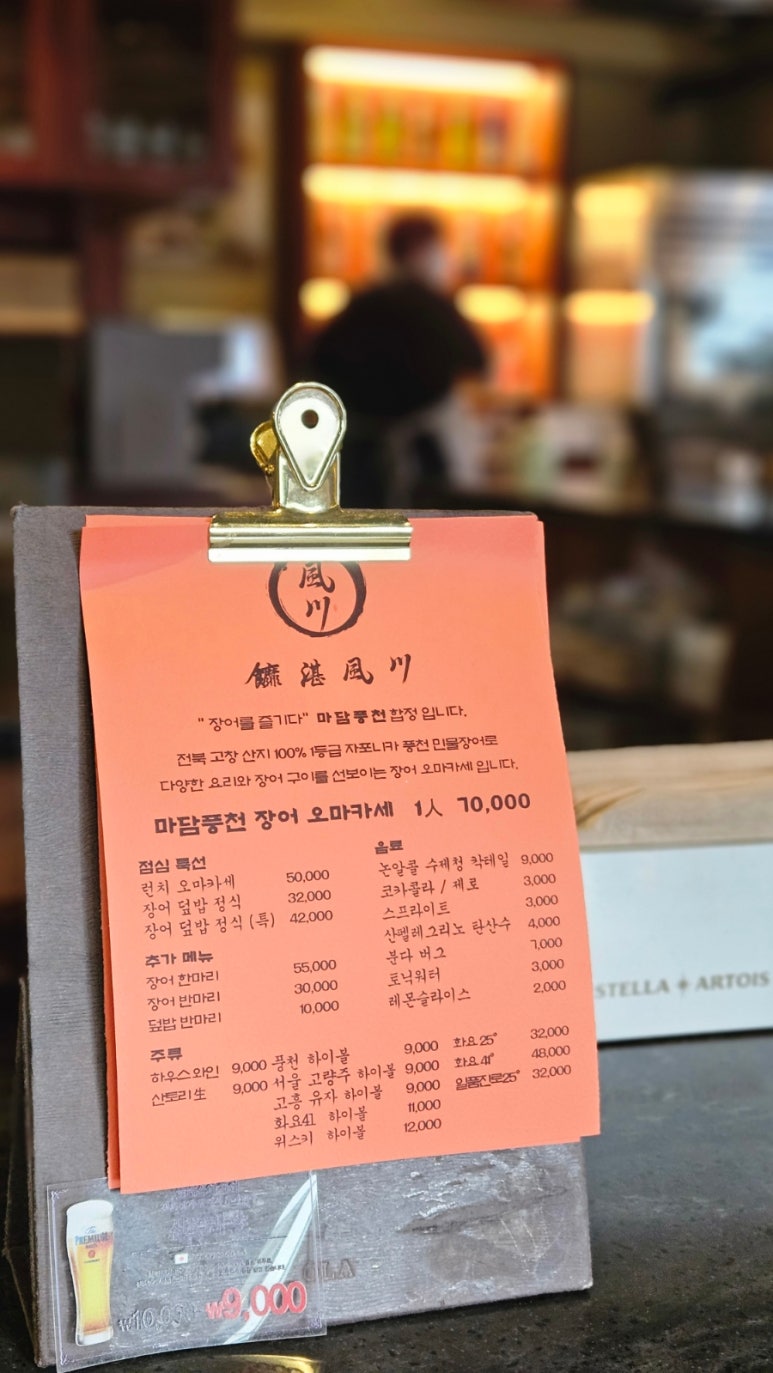 風
川
湛風川
"장어를 즐기다" 마담풍천 합정 입니다.
전북 고창 산지 100% 1등급 자포니카 풍천 민물장어로
다양한 요리와 장어 구이를 선보이는 장어 오마카세 입니다.
마담풍천 장어 오마카세 1人 70,000
점심 특선
런치 오마카세 50,000
장어 덮밥 정식 32,000
장어 덮밥 정식 (특) 42,000
추가 메뉴
장어 한마리 55,000
장어 반마리 30,000
덮밥 반마리 10,000
음료
논알콜 수제청 칵테일 9,000
코카콜라 / 제로 3,000
스프라이트 3,000
산펠레그리노 탄산수 4,000
분다 버그 7,000
토닉워터 3,000
레몬슬라이스 2,000
주류
하우스와인 9,000
산토리生 9,000
풍천 하이볼 9,000
서울 고량주 하이볼 9,000
고흥 유자 하이볼 9,000
화요41 하이볼 11,000
위스키 하이볼 12,000
화요 25° 32,000
화요 41° 48,000
일품진로25° 32,000
STELLA ARTOIS
The
PREMIUM
₩9,000